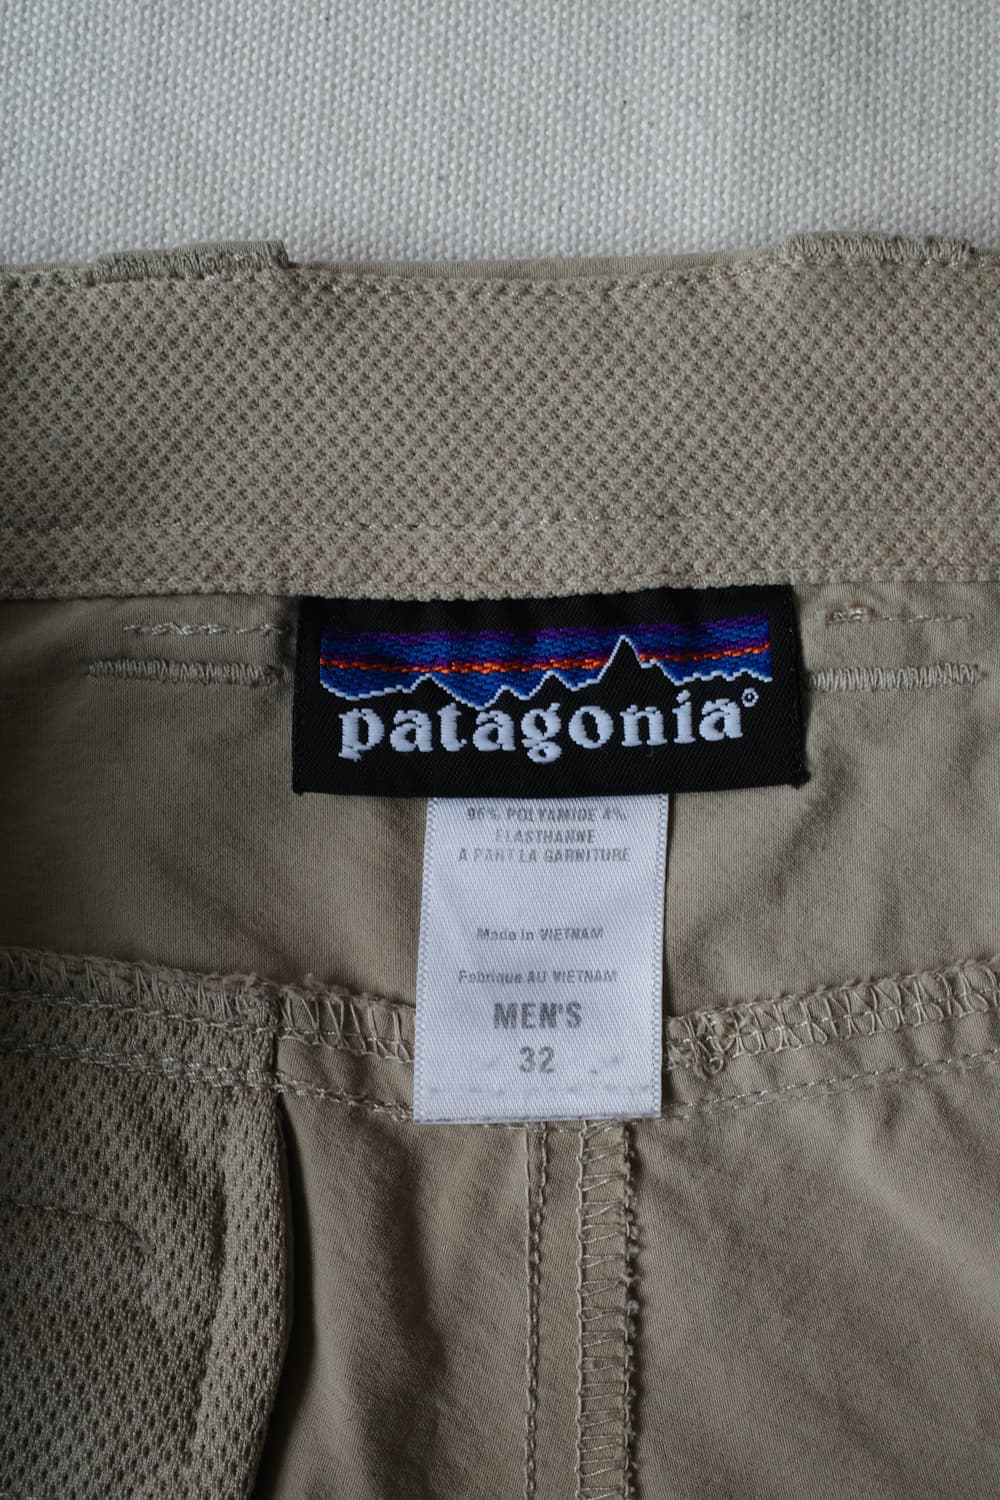 patagonia®
96% POLYAMIDE 4%
ELASTHANNE
A PART LA GARNITURE
Made in VIETNAM
Fabrique AU VIETNAM
MEN'S
32